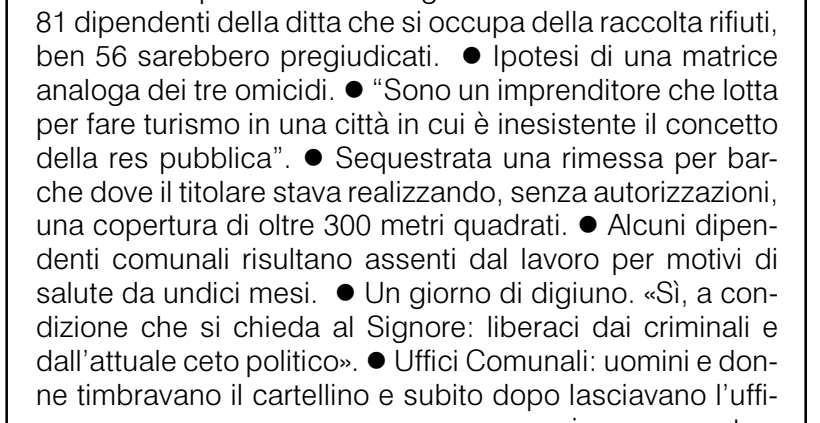 81 dipendenti della ditta che si occupa della raccolta rifiuti,
ben 56 sarebbero pregiudicati. ● Ipotesi di una matrice
analoga dei tre omicidi. ● “Sono un imprenditore che lotta
per fare turismo in una città in cui è inesistente il concetto
della res pubblica”. ● Sequestrata una rimessa per bar-
che dove il titolare stava realizzando, senza autorizzazioni,
una copertura di oltre 300 metri quadrati. ● Alcuni dipen-
denti comunali risultano assenti dal lavoro per motivi di
salute da undici mesi. ● Un giorno di digiuno. «Sì, a con-
dizione che si chieda al Signore: liberaci dai criminali e
dall’attuale ceto politico». ● Uffici Comunali: uomini e don-
ne timbravano il cartellino e subito dopo lasciavano l’uffi-